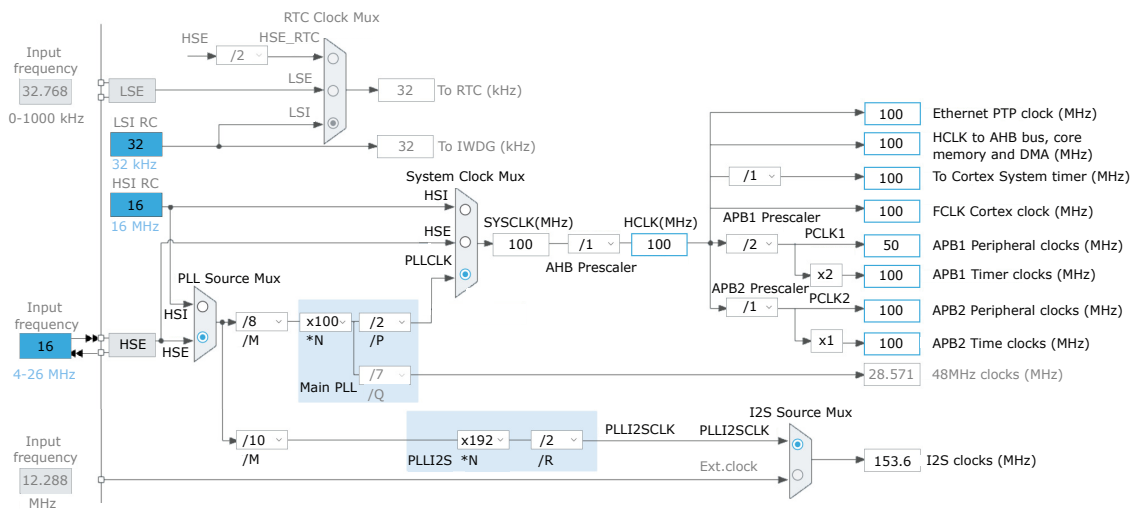 RTC Clock Mux
HSE
HSE_RTC
/2
Input
frequency
32.768
0-1000 kHz
LSE
LSE
32
To RTC (kHz)
LSI RC
32
32 kHz
LSI
32
To IWDG (kHz)
HSI RC
16
16 MHz
System Clock Mux
HSI
HSE
PLLCLK
SYSCLK(MHz)
100
/1
AHB Prescaler
HCLK(MHz)
100
100
Ethernet PTP clock (MHz)
100
HCLK to AHB bus, core
memory and DMA (MHz)
/1
100
To Cortex System timer (MHz)
100
FCLK Cortex clock (MHz)
APB1 Prescaler
/2
PCLK1
50
APB1 Peripheral clocks (MHz)
x2
100
APB1 Timer clocks (MHz)
APB2 Prescaler
/1
PCLK2
100
APB2 Peripheral clocks (MHz)
x1
100
APB2 Time clocks (MHz)
PLL Source Mux
HSI
HSE
Input
frequency
16
4-26 MHz
HSE
/8
/M
x100
*N
/2
/P
Main PLL
/7
/Q
28.571
48MHz clocks (MHz)
/10
/M
PLLI2S
x192
*N
/2
/R
PLLI2SCLK
PLLI2SCLK
I2S Source Mux
Ext.clock
153.6
I2S clocks (MHz)
Input
frequency
12.288
MHz